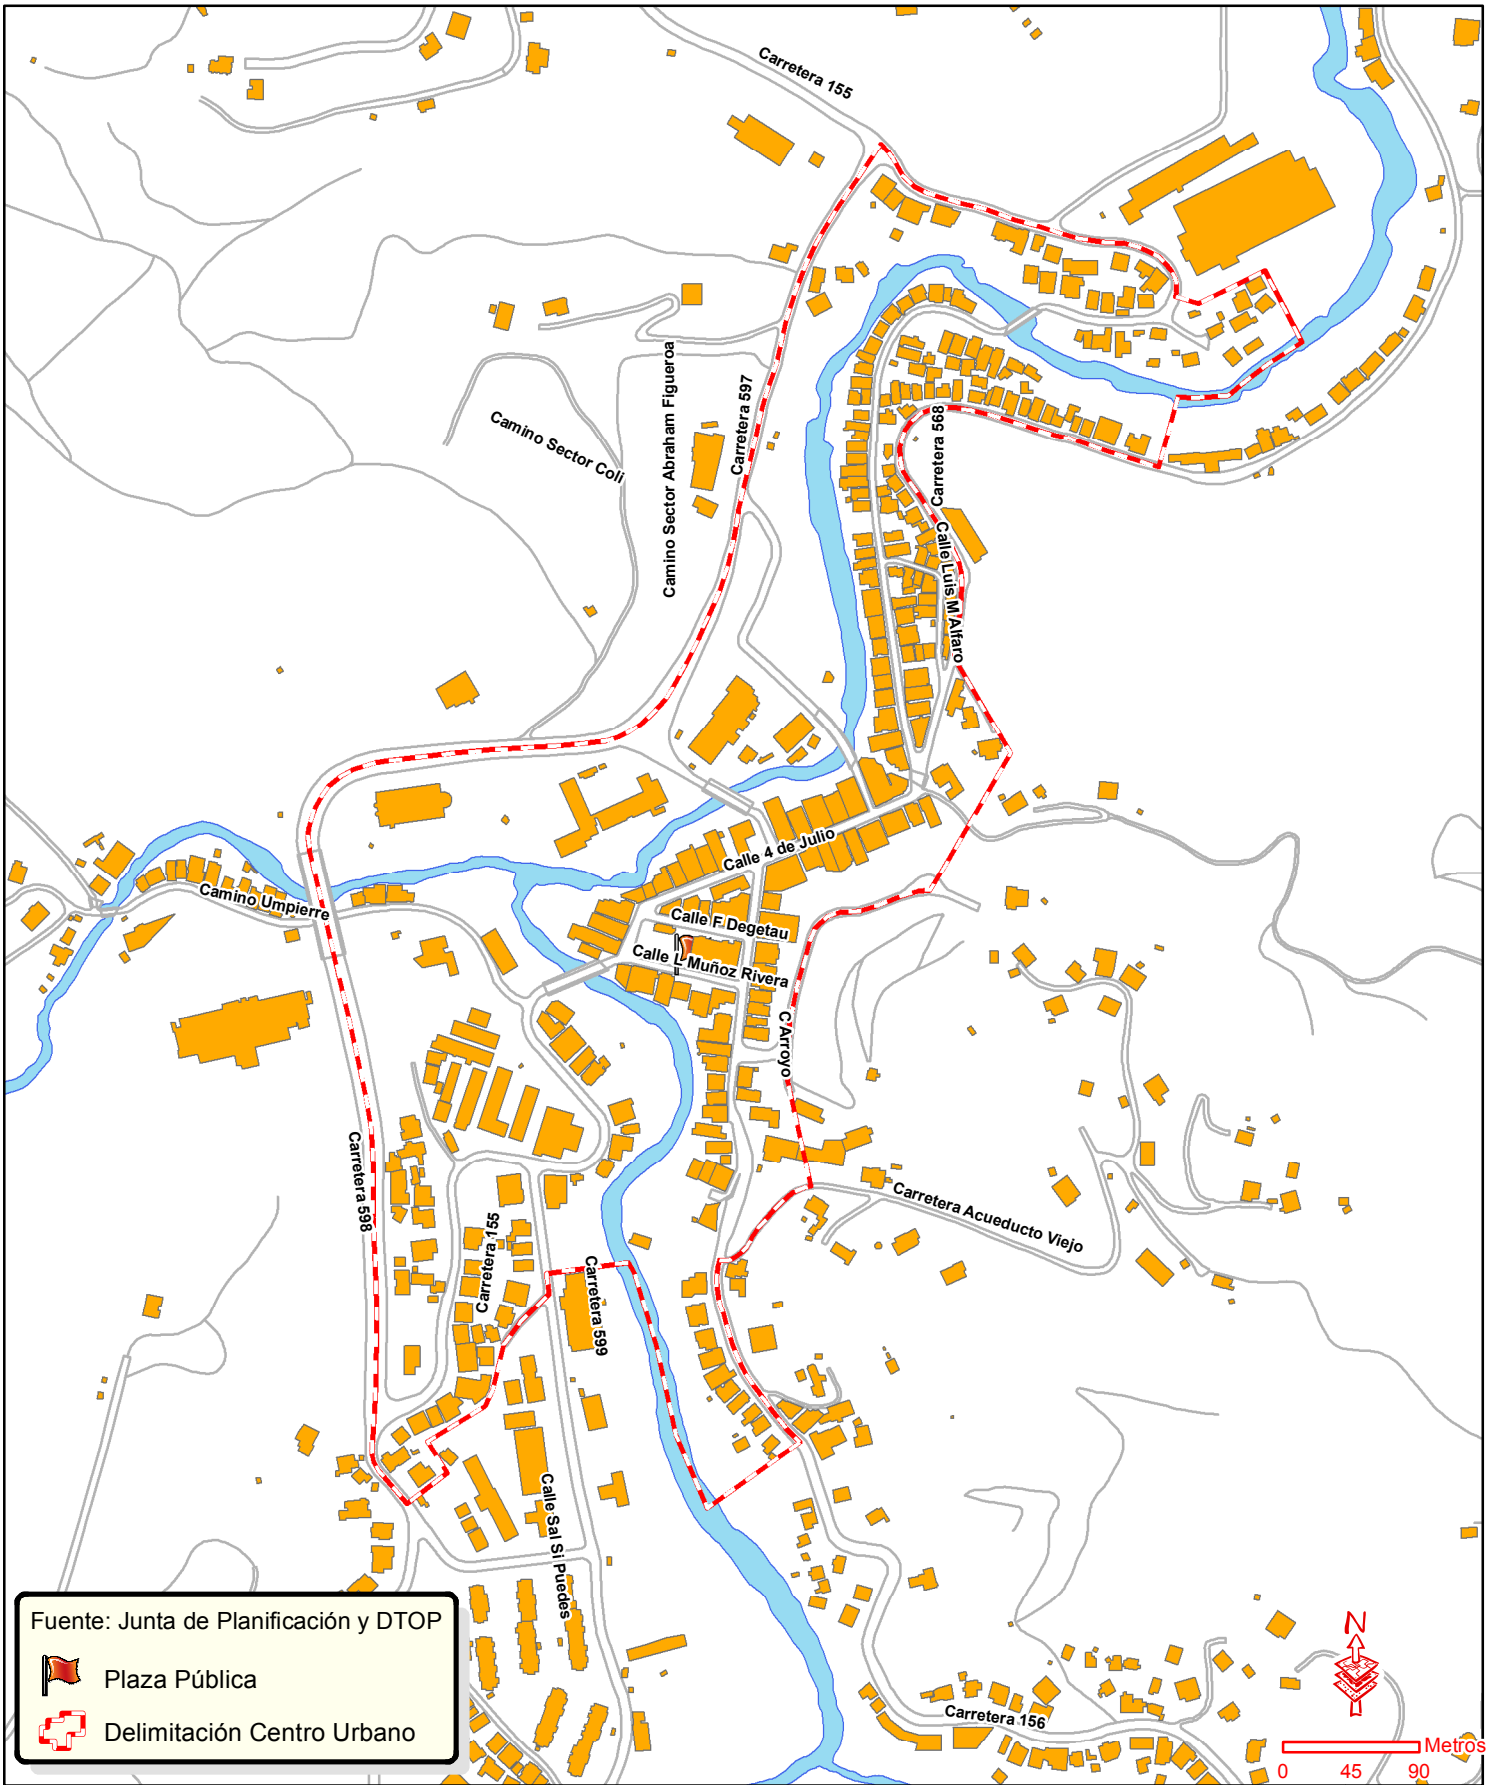 Carretera 155
Camino Sector Abraham Figueroa
Carretera 597
Camino Sector Coli
Carretera 568
Calle Luis M Alfaro
Calle 4 de Julio
Camino Umpierre
Calle F Degetau
Calle L Muñoz Rivera
C Arroyo
Carretera 598
Carretera Acueducto Viejo
Carretera 155
Carretera 599
Calle Sal Si Puedes
Carretera 156
Fuente: Junta de Planificación y DTOP
Plaza Pública
Delimitación Centro Urbano
N
Metros
0 45 90